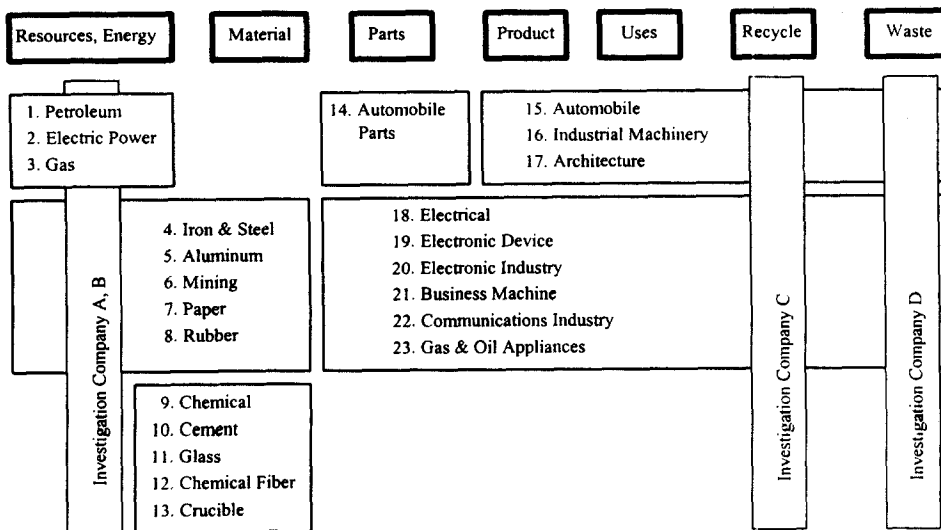 Resources, Energy
Material
Parts
Product
Uses
Recycle
Waste
1. Petroleum
2. Electric Power
3. Gas
14. Automobile
Parts
15. Automobile
16. Industrial Machinery
17. Architecture
4. Iron & Steel
5. Aluminum
6. Mining
7. Paper
8. Rubber
18. Electrical
19. Electronic Device
20. Electronic Industry
21. Business Machine
22. Communications Industry
23. Gas & Oil Appliances
9. Chemical
10. Cement
11. Glass
12. Chemical Fiber
13. Crucible
Investigation Company A, B
Investigation Company C
Investigation Company D